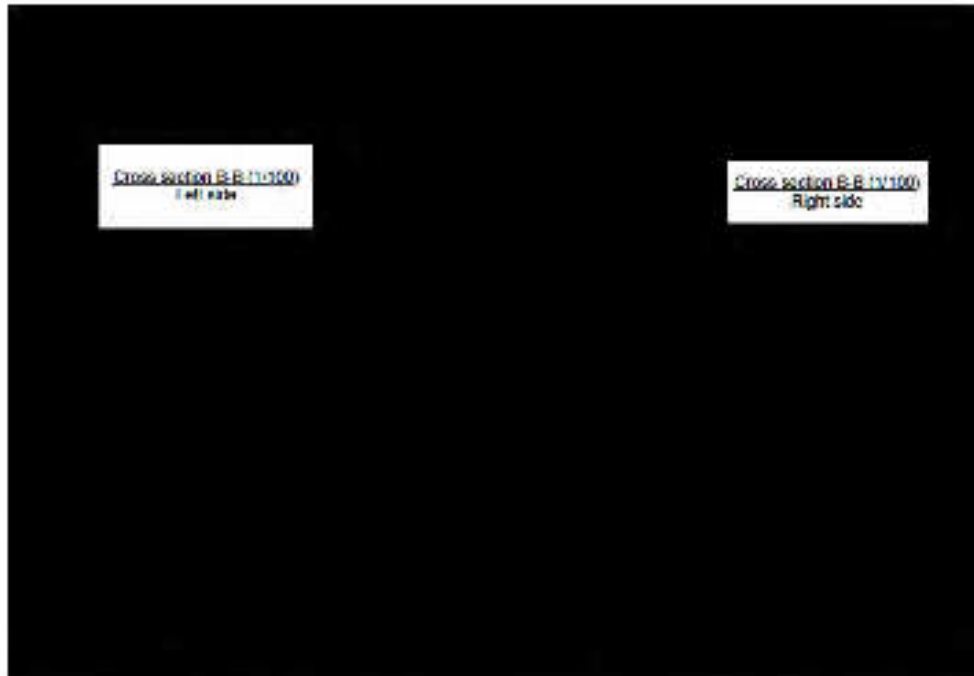 Cross section B-B (1/100)
Left side
Cross section B-B (1/100)
Right side